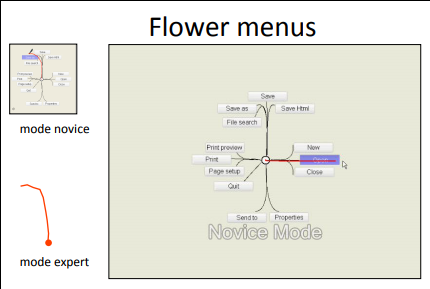 Flower menus
mode novice
mode expert
Save
Save as
Save Html
File search
Print preview
New
Print
Page setup
Close
Quit
Send to
Properties
Novice Mode